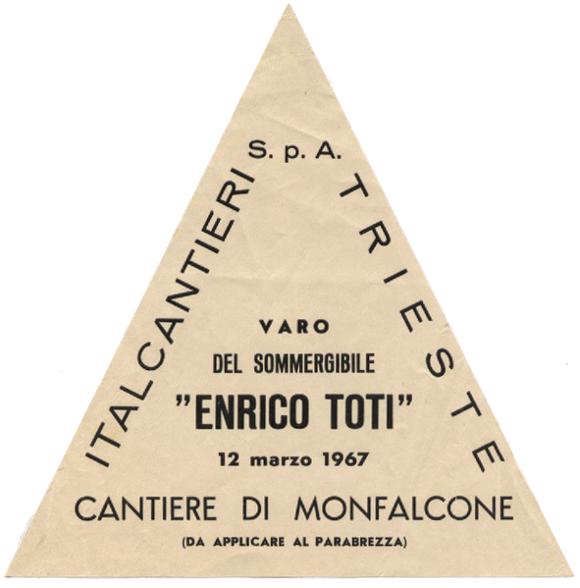 ITALCANTIERI S. p. A. TRIESTE
VARO
DEL SOMMERGIBILE
"ENRICO TOTI"
12 marzo 1967
CANTIERE DI MONFALCONE
(DA APPLICARE AL PARABREZZA)